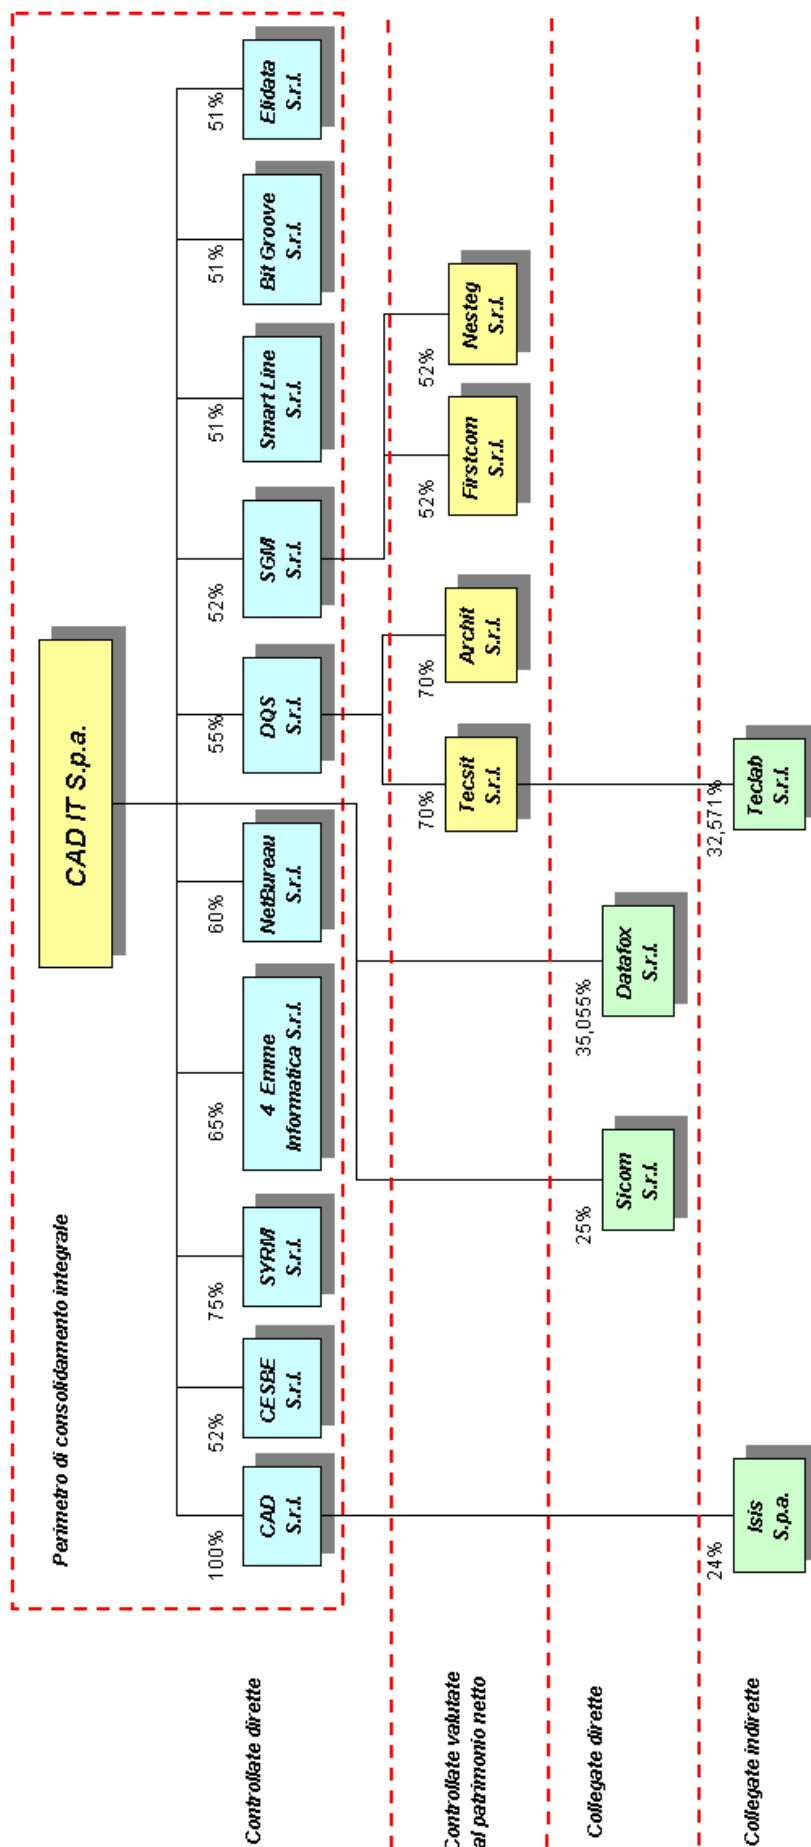 Perimetro di consolidamento integrale
CAD IT S.p.a.
100%
52%
75%
65%
60%
55%
52%
51%
51%
51%
Controllate dirette
CAD
S.r.l.
CESBE
S.r.l.
SYRM
S.r.l.
4 Emme
Informatica S.r.l.
NetBureau
S.r.l.
DQS
S.r.l.
SGM
S.r.l.
Smart Line
S.r.l.
Bit Groove
S.r.l.
Elidata
S.r.l.
70%
70%
52%
52%
Controllate valutate
al patrimonio netto
Tecsit
S.r.l.
Archit
S.r.l.
Firstcom
S.r.l.
Nesteg
S.r.l.
25%
35,055%
Collegate dirette
Sicom
S.r.l.
Datafox
S.r.l.
24%
32,571%
Collegate indirette
Isis
S.p.a.
Teclab
S.r.l.